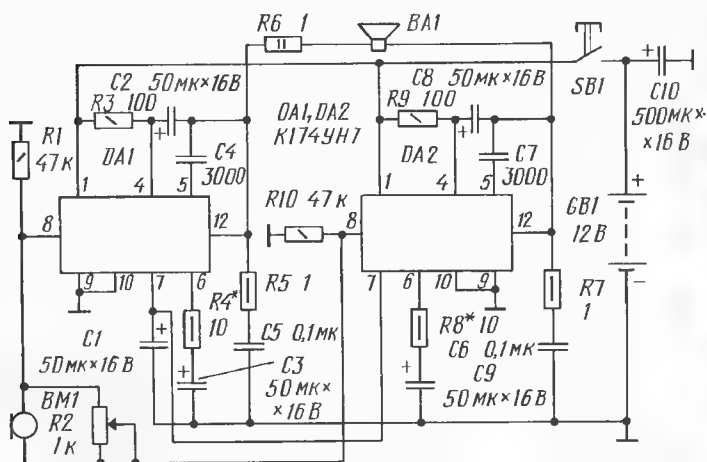 R6 1
BA1
C2
50мк×16В
C8
50мк×16В
SB1
+
C10
500мк×
×16В
R1
47к
R3 100
+
DA1
C4
3000
DA1, DA2
К174УН7
R9 100
+
DA2
C7
3000
1
4
5
8
12
9
10
7
6
R10 47к
1
4
5
8
12
7
6
10
9
GB1
12В
+
−
C1
50мк×16В
+
R4*
10
R5 1
C5 0,1мк
C3
50мк×
×16В
+
R8* 10
C6 0,1мк
C9
50мк×16В
+
R7
1
BM1
R2
1к